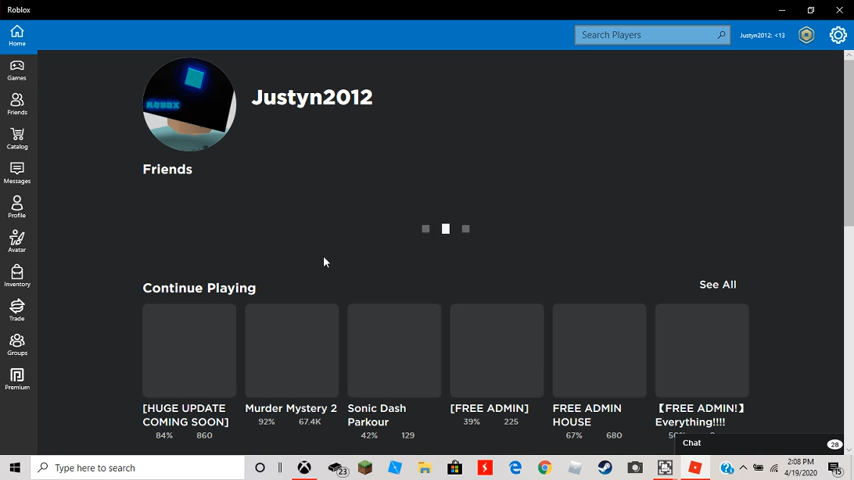 Roblox
Home
Search Players
Justyn2012: <13
Games
Friends
Catalog
Messages
Profile
Avatar
Inventory
Trade
Groups
Premium
ROBLOX
Justyn2012
Friends
Continue Playing
See All
[HUGE UPDATE
COMING SOON]
84% 860
Murder Mystery 2
92% 67.4K
Sonic Dash
Parkour
42% 129
[FREE ADMIN]
39% 225
FREE ADMIN
HOUSE
67% 680
【FREE ADMIN!】
Everything!!!!
Chat
28
Type here to search
23
2:08 PM
4/19/2020
15